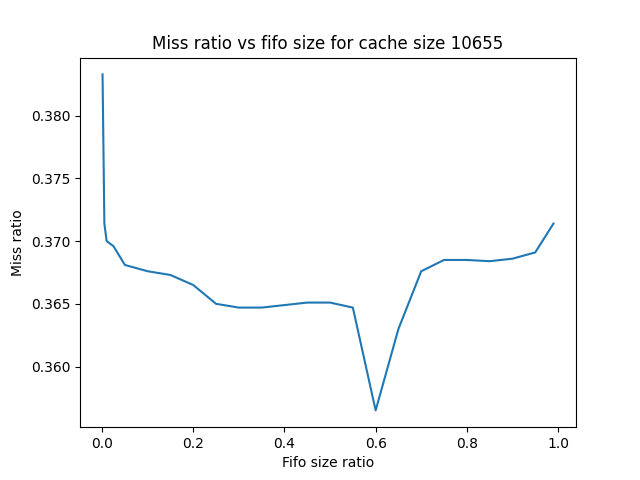 Miss ratio vs fifo size for cache size 10655
0.380
0.375
0.370
0.365
0.360
Miss ratio
0.0 0.2 0.4 0.6 0.8 1.0
Fifo size ratio